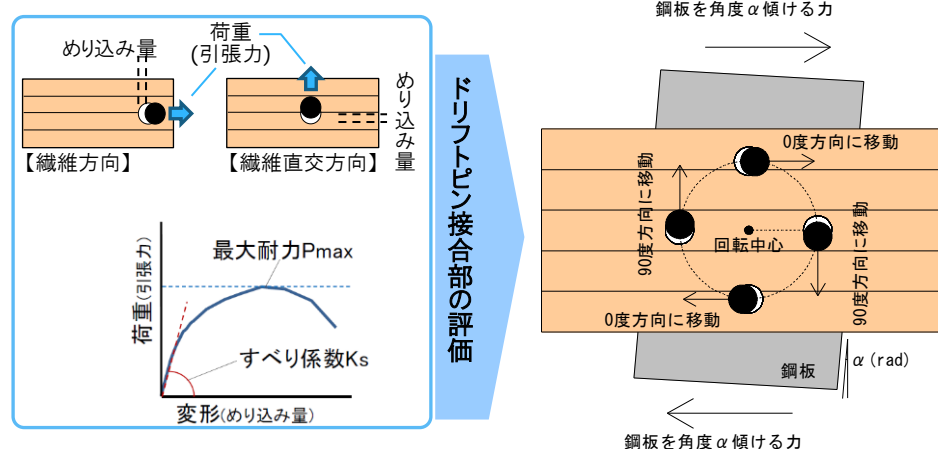 めり込み量
荷重
(引張力)
めり込み量
【繊維方向】
【繊維直交方向】
最大耐力Pmax
荷重(引張力)
すべり係数Ks
変形(めり込み量)
ドリフトピン接合部の評価
鋼板を角度α傾ける力
0度方向に移動
90度方向に移動
回転中心
90度方向に移動
0度方向に移動
鋼板
α(rad)
鋼板を角度α傾ける力